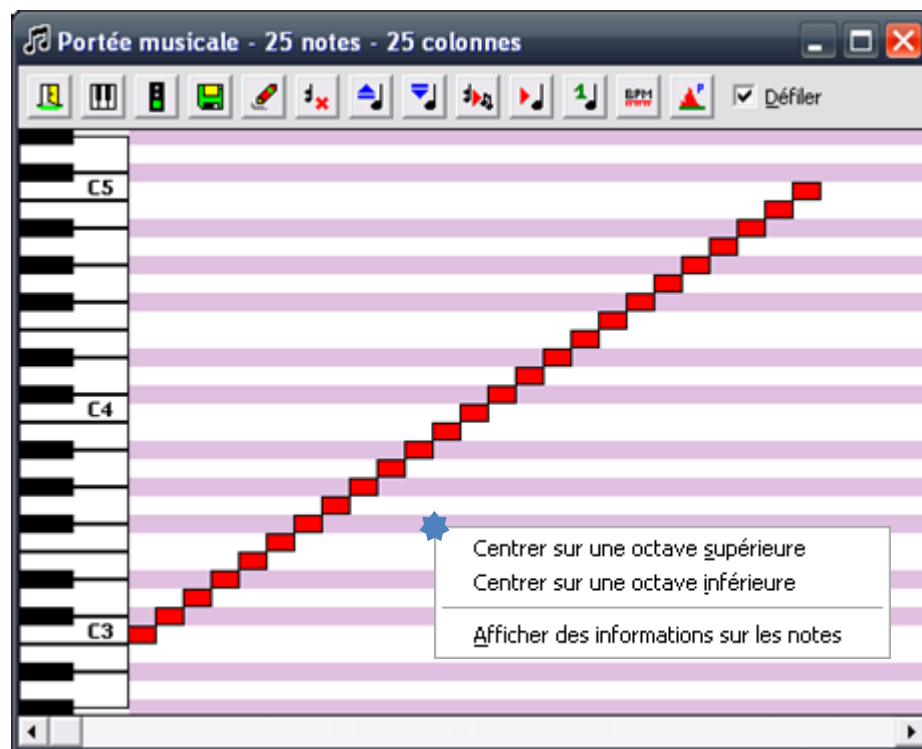 Portée musicale - 25 notes - 25 colonnes
1
BPM
P
Défiler
C5
C4
C3
Centrer sur une octave supérieure
Centrer sur une octave inférieure
Afficher des informations sur les notes